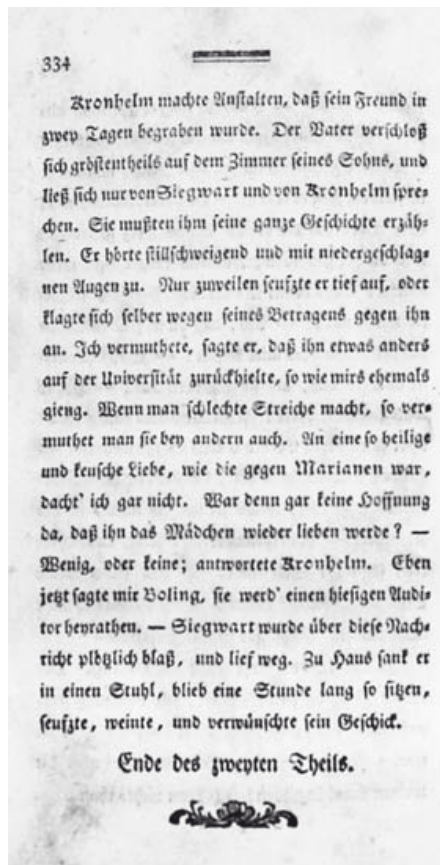 334
Kronhelm machte Anstalten, daß sein Freund in
zwey Tagen begraben wurde. Der Vater verschloß
sich gröstentheils auf dem Zimmer seines Sohns, und
ließ sich nur von Siegwart und von Kronhelm spre-
chen. Sie mußten ihm seine ganze Geschichte erzäh-
len. Er hörte stillschweigend und mit niedergeschlag-
nen Augen zu. Nur zuweilen seufzte er tief auf, oder
klagte sich selber wegen seines Betragens gegen ihn
an. Ich vermuthete, sagte er, daß ihn etwas anders
auf der Universität zurückhielte, so wie mirs ehemals
gieng. Wenn man schlechte Streiche macht, so ver-
muthet man sie bey andern auch. An eine so heilige
und keusche Liebe, wie die gegen Marianen war,
dacht' ich gar nicht. War denn gar keine Hoffnung
da, daß ihn das Mädchen wieder lieben werde? —
Wenig, oder keine; antwortete Kronhelm. Eben
jetzt sagte mir Boling, sie werd' einen hiesigen Audi-
tor heyrathen. — Siegwart wurde über diese Nach-
richt plötzlich blaß, und lief weg. Zu Haus sank er
in einen Stuhl, blieb eine Stunde lang so sitzen,
seufzte, weinte, und verwünschte sein Geschick.
Ende des zweyten Theils.